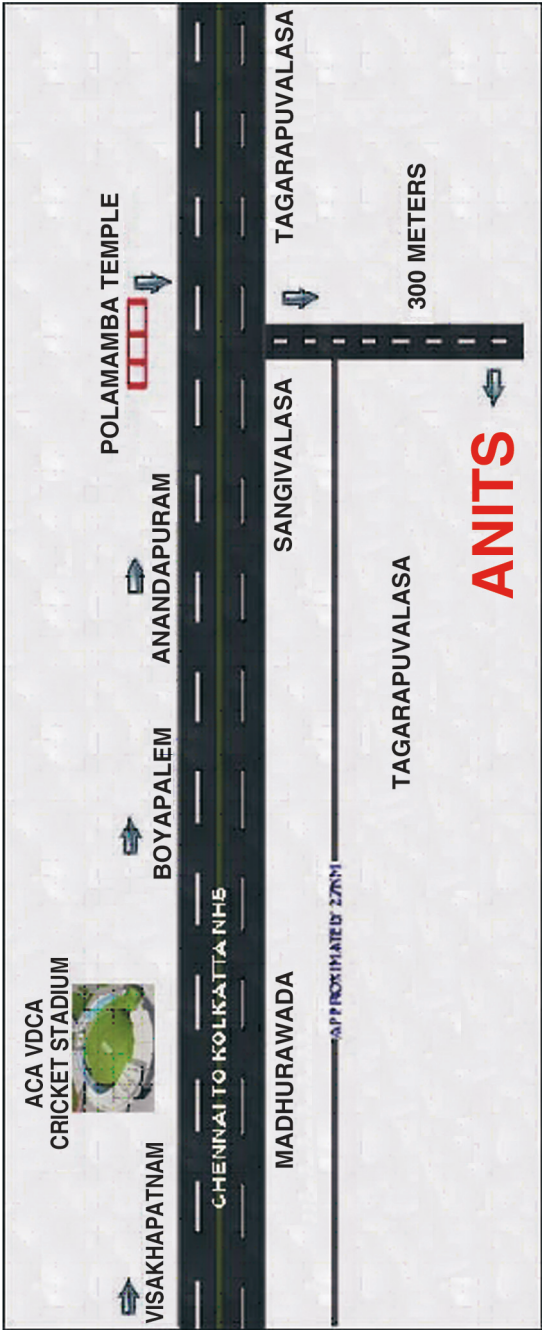 VISAKHAPATNAM
ACA VDCA
CRICKET STADIUM
BOYAPALEM
ANANDAPURAM
POLAMAMBA TEMPLE
CHENNAI TO KOLKATTA NH5
MADHURAWADA
SANGIVALASA
TAGARAPUVALASA
APPROXIMATELY 27KM
TAGARAPUVALASA
300 METERS
ANITS